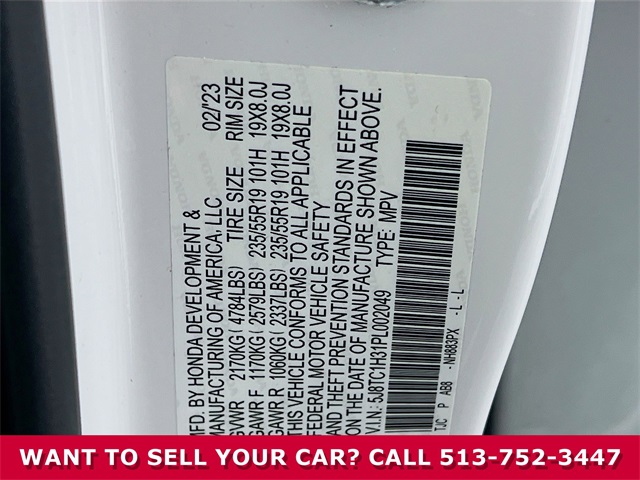 MFD. BY HONDA DEVELOPMENT & 02/'23
MANUFACTURING OF AMERICA, LLC
TIRE SIZE RIM SIZE
GVWR 2170KG ( 4784LBS)
GAWR F 1170KG ( 2579LBS) 235/55R19 101H 19X8.0J
GAWR R 1060KG ( 2337LBS) 235/55R19 101H 19X8.0J
THIS VEHICLE CONFORMS TO ALL APPLICABLE
FEDERAL MOTOR VEHICLE SAFETY
AND THEFT PREVENTION STANDARDS IN EFFECT
ON THE DATE OF MANUFACTURE SHOWN ABOVE.
V.I.N.: 5J8TC1H31PL002049 TYPE: MPV
TJC P AB8 - NH883PX - L - L
WANT TO SELL YOUR CAR? CALL 513-752-3447